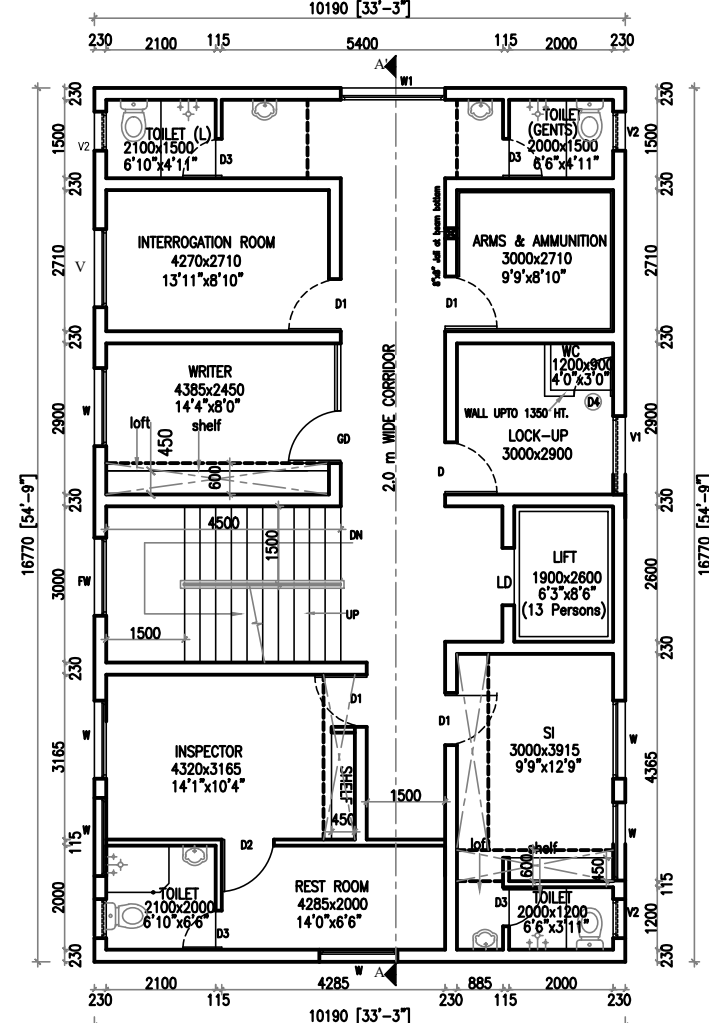 10190 [33'-3"]
230
2100
115
5400
115
2000
230
A'
W1
230
1500
230
2710
230
2900
230
3000
230
3165
115
2000
230
16770 [54'-9"]
V2
TOILET (L)
2100x1500
6'10"x4'11"
D3
TOILET
(GENTS)
2000x1500
6'6"x4'11"
D3
V2
INTERROGATION ROOM
4270x2710
13'11"x8'10"
D1
V
ARMS & AMMUNITION
3000x2710
9'9"x8'10"
D1
WRITER
4385x2450
14'4"x8'0"
loft
450
shelf
600
GD
W
2.0 m WIDE CORRIDOR
WC
1200x900
4'0"x3'0"
D4
WALL UPTO 1350 HT.
LOCK-UP
3000x2900
D
V1
4500
1500
DN
UP
1500
FW
LD
LIFT
1900x2600
6'3"x8'6"
(13 Persons)
D1
INSPECTOR
4320x3165
14'1"x10'4"
SHELF
450
W
W
1500
D1
SI
3000x3915
9'9"x12'9"
W
W
loft
shelf
600
450
D2
REST ROOM
4285x2000
14'0"x6'6"
TOILET
2100x2000
6'10"x6'6"
D3
D3
TOILET
2000x1200
6'6"x3'11"
V2
W
A
230
1500
230
2710
230
2900
230
2600
230
4365
115
1200
230
16770 [54'-9"]
230
2100
115
4285
230
885
115
2000
230
10190 [33'-3"]